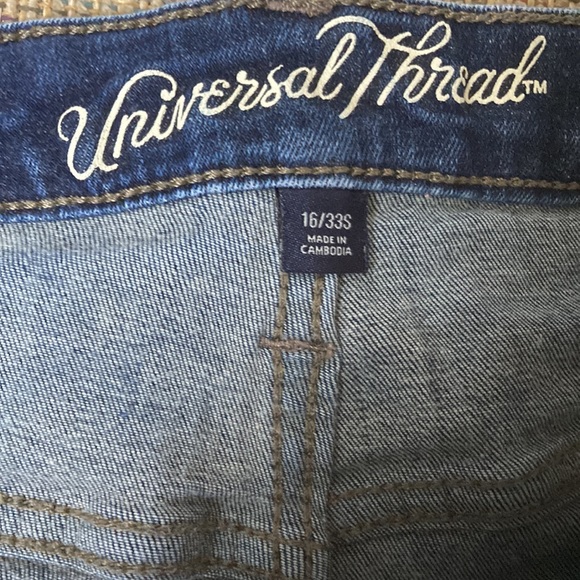 Universal Thread™
16/33S
MADE IN
CAMBODIA